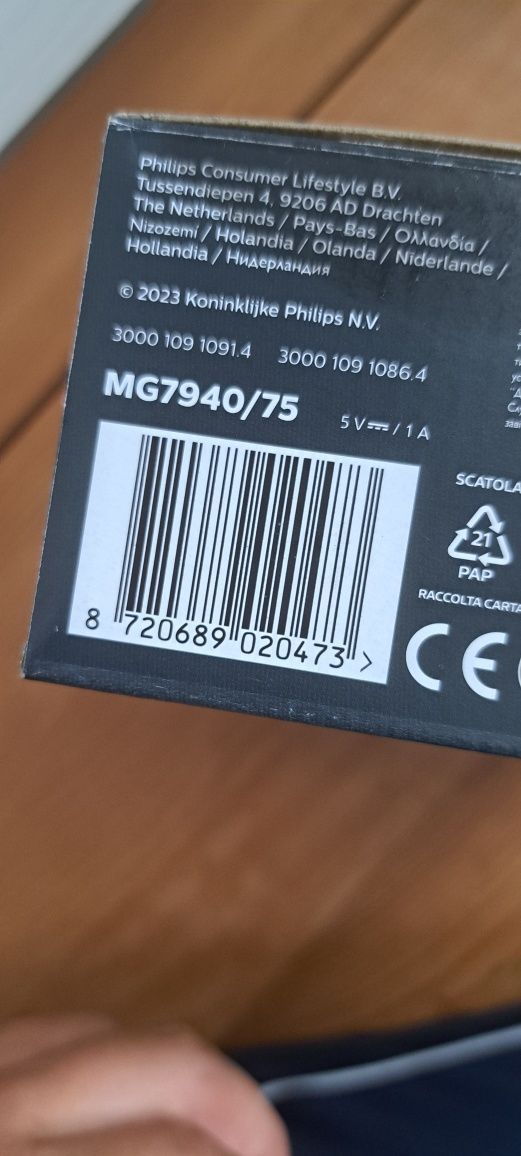 Philips Consumer Lifestyle B.V.
Tussendiepen 4, 9206 AD Drachten
The Netherlands / Pays-Bas / Ολλανδία /
Nizozemí / Holandia / Olanda / Niderlande /
Hollandia / Нидерландия
© 2023 Koninklijke Philips N.V.
3000 109 1091.4 3000 109 1086.4
MG7940/75 5 V⎓ / 1 A
8 720689 020473 >
SCATOLA
21
PAP
RACCOLTA CARTA
CE